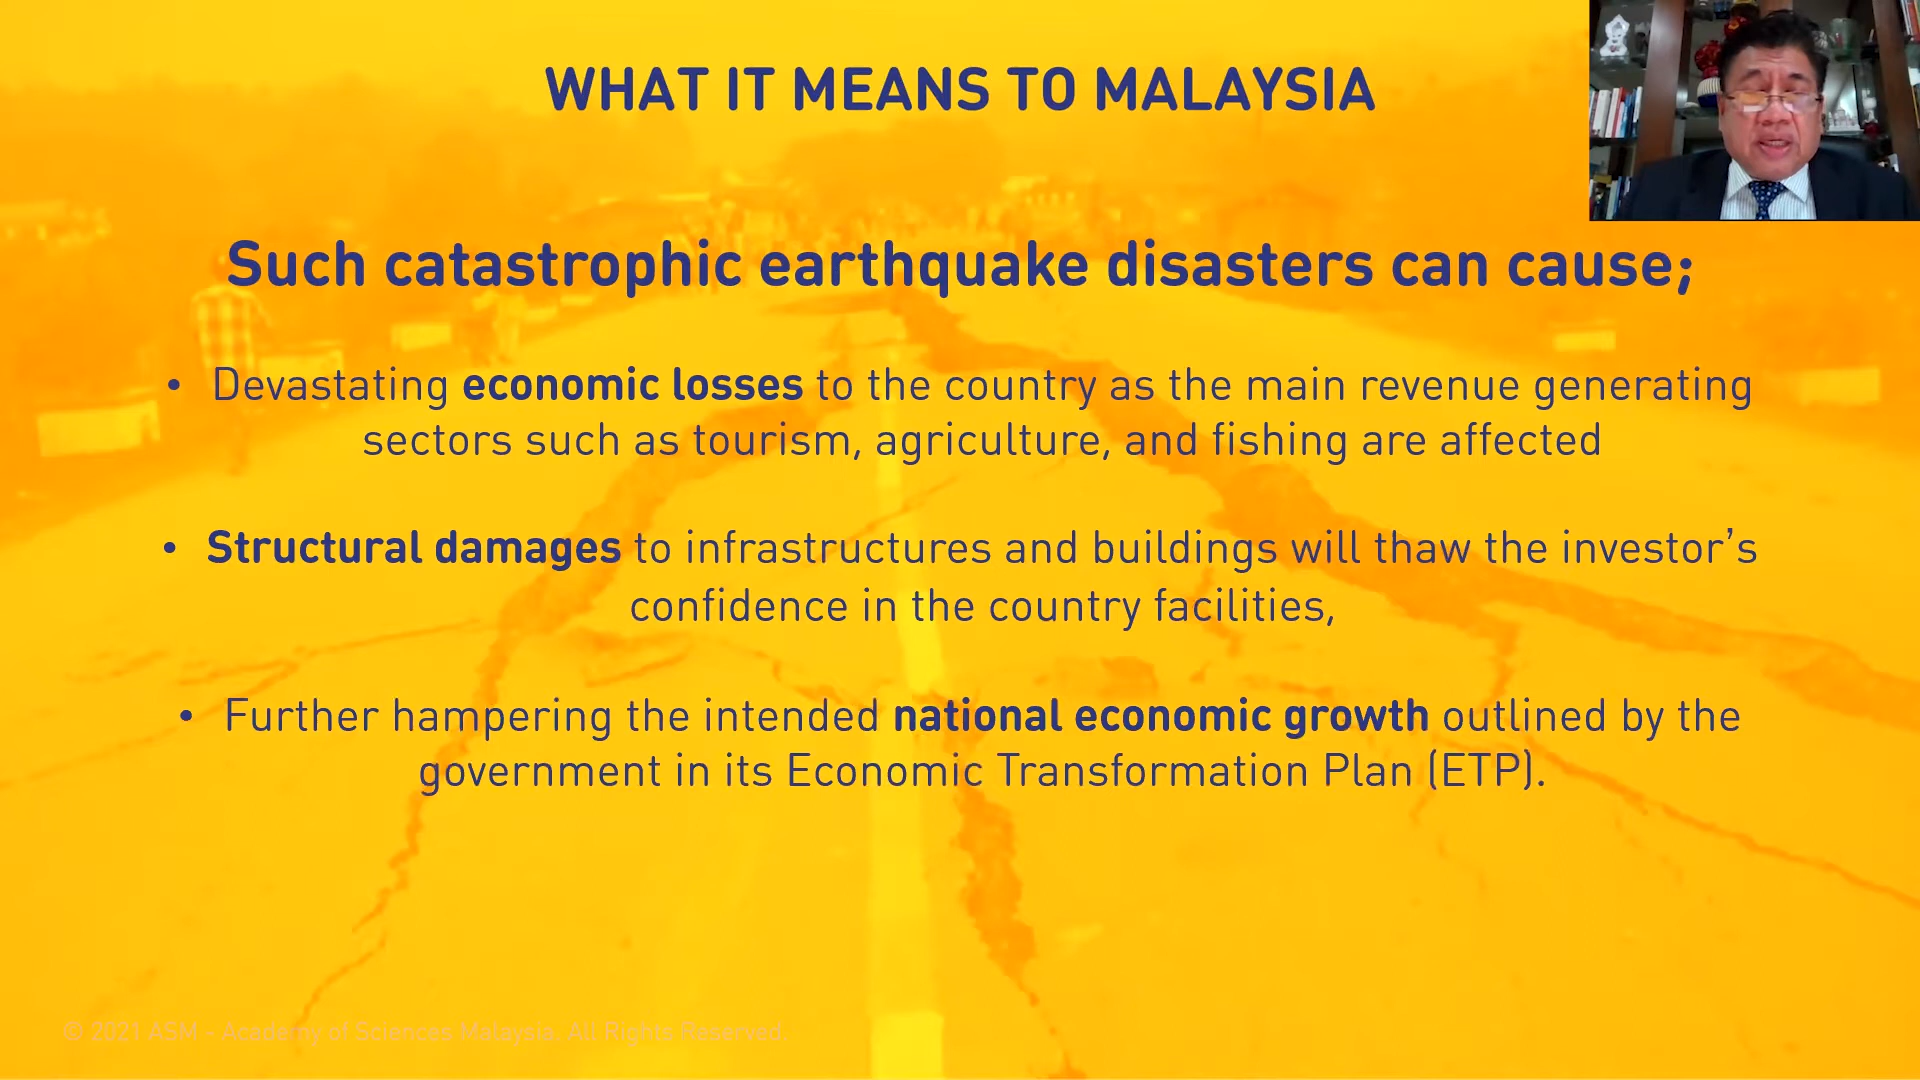 WHAT IT MEANS TO MALAYSIA
Such catastrophic earthquake disasters can cause;
• Devastating economic losses to the country as the main revenue generating
sectors such as tourism, agriculture, and fishing are affected
• Structural damages to infrastructures and buildings will thaw the investor’s
confidence in the country facilities,
• Further hampering the intended national economic growth outlined by the
government in its Economic Transformation Plan (ETP).
© 2021 ASM - Academy of Sciences Malaysia. All Rights Reserved.